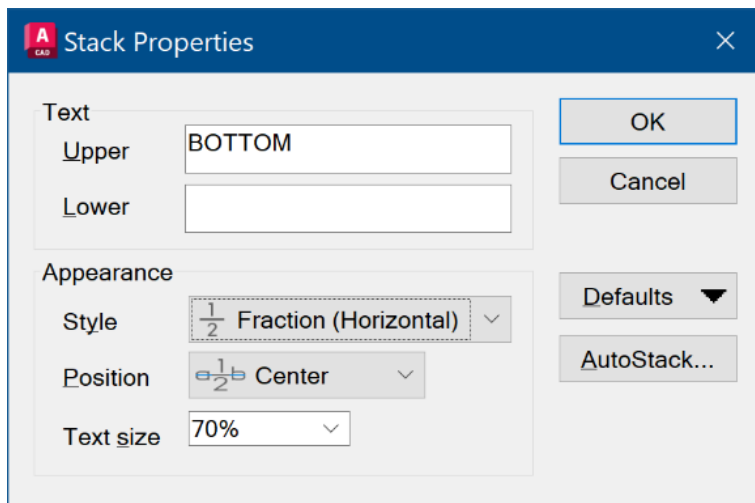 A
CAD
Stack Properties
Text
Upper
BOTTOM
Lower
OK
Cancel
Appearance
Style
1
2
Fraction (Horizontal)
Position
a 1/2 b Center
Text size
70%
Defaults
AutoStack...